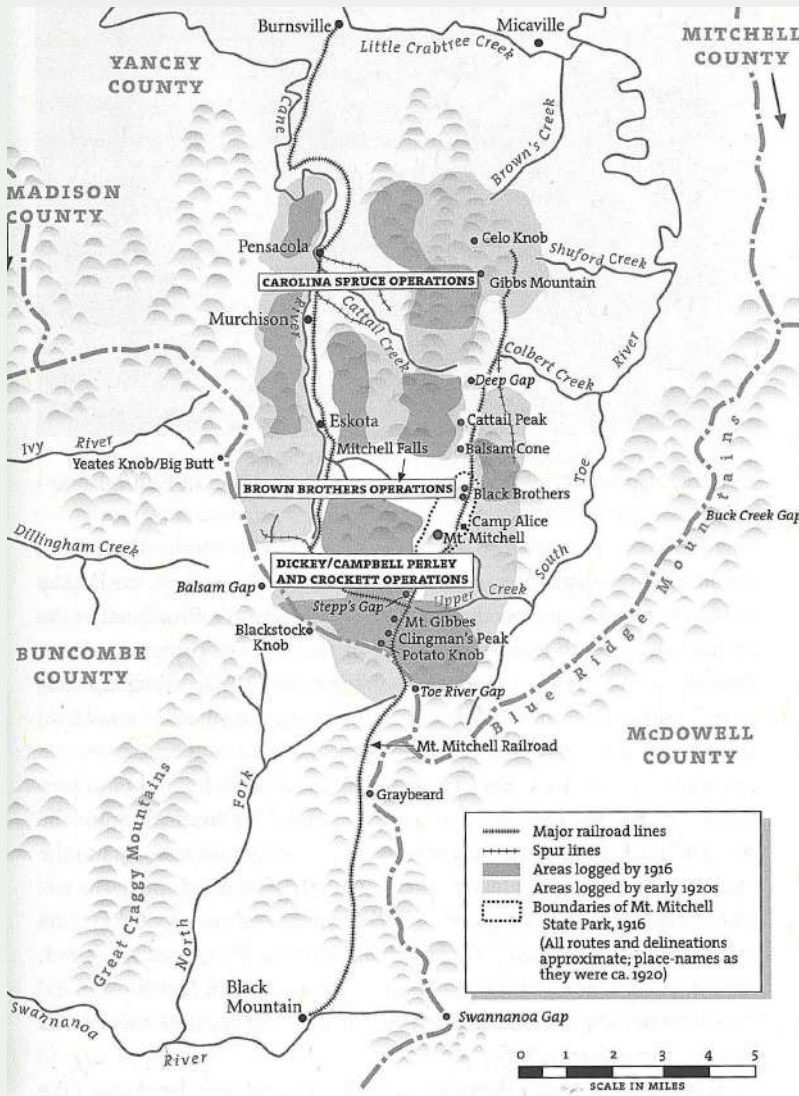 Burnsville
Micaville
Little Crabtree Creek
MITCHELL
COUNTY
YANCEY
COUNTY
Cane
Brown's Creek
MADISON
COUNTY
Celo Knob
Pensacola
Shuford Creek
CAROLINA SPRUCE OPERATIONS
Gibbs Mountain
River
Murchison
Cattail
Creek
River
Colbert Creek
Deep Gap
Eskota
Cattail Peak
Ivy River
Mitchell Falls
Balsam Cone
Yeates Knob/Big Butt
Toe
BROWN BROTHERS OPERATIONS
Black Brothers
Buck Creek Gap
Camp Alice
Dillingham Creek
Mt. Mitchell
South
DICKEY/CAMPBELL PERLEY
AND CROCKETT OPERATIONS
Balsam Gap
Stepp's Gap
Upper Creek
Mt. Gibbes
Blackstock
Knob
Clingman's Peak
Potato Knob
BUNCOMBE
COUNTY
Toe River Gap
Blue Ridge Mountains
McDOWELL
COUNTY
Mt. Mitchell Railroad
Fork
Graybeard
Great Craggy Mountains
North
Major railroad lines
Spur lines
Areas logged by 1916
Areas logged by early 1920s
Boundaries of Mt. Mitchell
State Park, 1916
(All routes and delineations
approximate; place-names as
they were ca. 1920)
Black
Mountain
Swannanoa
River
Swannanoa Gap
0 1 2 3 4 5
SCALE IN MILES